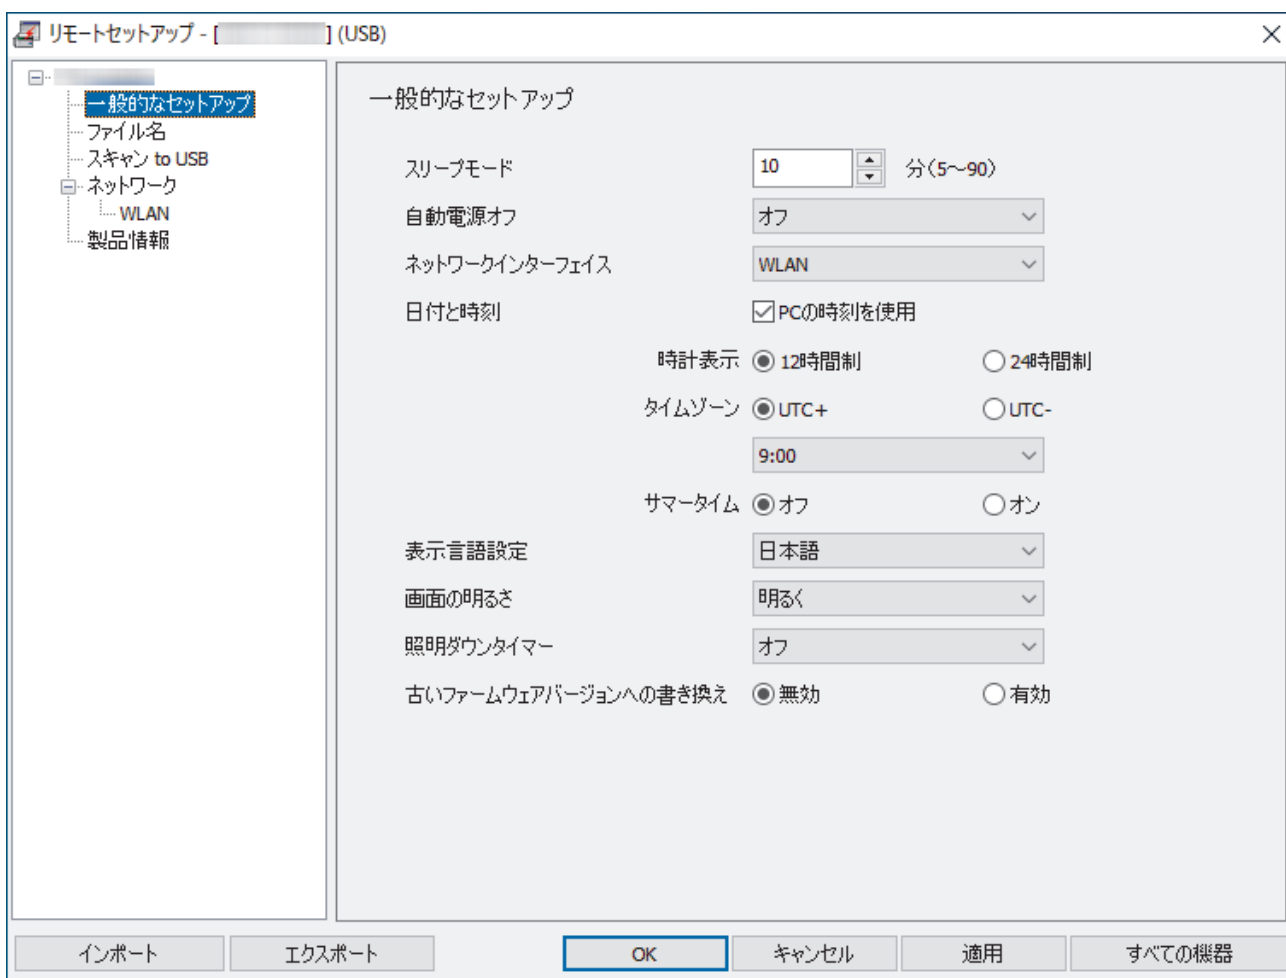 リモートセットアップ - [ ] (USB)
一般的なセットアップ
ファイル名
スキャン to USB
ネットワーク
WLAN
製品情報
一般的なセットアップ
スリープモード 10 分(5～90)
自動電源オフ オフ
ネットワークインターフェイス WLAN
日付と時刻 PCの時刻を使用
時計表示 12時間制 24時間制
タイムゾーン UTC+ UTC-
9:00
サマータイム オフ オン
表示言語設定 日本語
画面の明るさ 明るく
照明ダウンタイマー オフ
古いファームウェアバージョンへの書き換え 無効 有効
インポート エクスポート OK キャンセル 適用 すべての機器